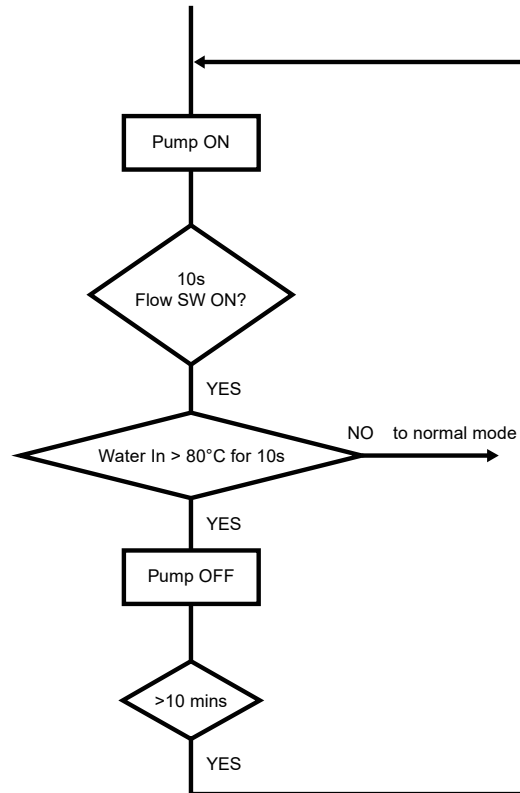 Pump ON
10s
Flow SW ON?
YES
NO to normal mode
Water In > 80°C for 10s
YES
Pump OFF
>10 mins
YES